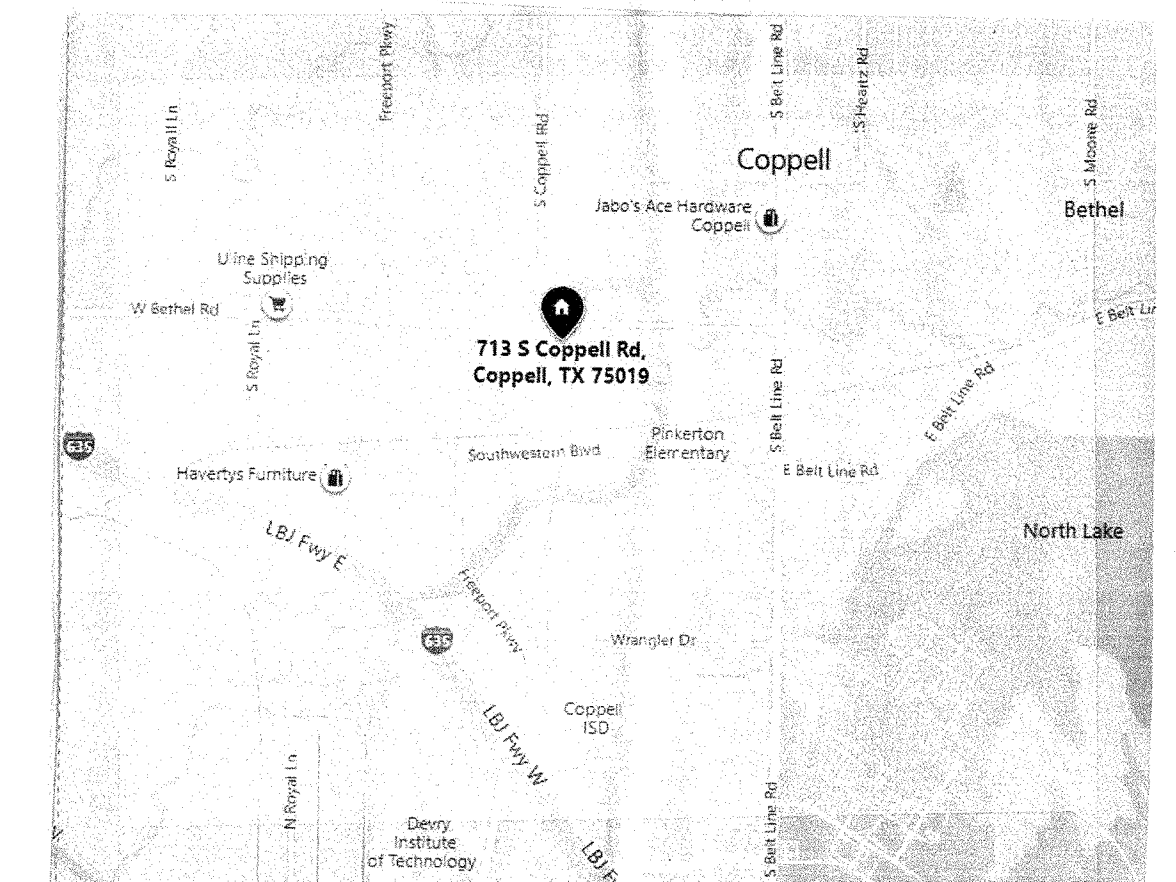 Freeport Pkwy
S Belt Line Rd
S Heartz Rd
S Royal Ln
S Coppell Rd
S Moore Rd
Coppell
Jabo's Ace Hardware
Coppell
Bethel
Uline Shipping
Supplies
W Bethel Rd
E Belt Lin
S Royal Ln
713 S Coppell Rd,
Coppell, TX 75019
S Belt Line Rd
E Belt Line Rd
635
Southwestern Blvd
Pinkerton
Elementary
E Belt Line Rd
Havertys Furniture
LBJ Fwy E
North Lake
Freeport Pkwy
635
Wrangler Dr
LBJ Fwy W
Coppell
ISD
N Royal Ln
S Belt Line Rd
Devry
Institute
of Technology
LBJ F